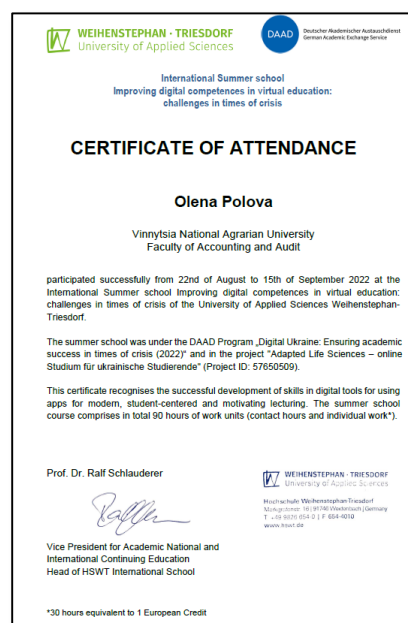 WEIHENSTEPHAN · TRIESDORF
University of Applied Sciences
DAAD
Deutscher Akademischer Austauschdienst
German Academic Exchange Service
International Summer school
Improving digital competences in virtual education:
challenges in times of crisis
CERTIFICATE OF ATTENDANCE
Olena Polova
Vinnytsia National Agrarian University
Faculty of Accounting and Audit
participated successfully from 22nd of August to 15th of September 2022 at the
International Summer school Improving digital competences in virtual education:
challenges in times of crisis of the University of Applied Sciences Weihenstephan-
Triesdorf.
The summer school was under the DAAD Program „Digital Ukraine: Ensuring academic
success in times of crisis (2022)" and in the project "Adapted Life Sciences – online
Studium für ukrainische Studierende" (Project ID: 57650509).
This certificate recognises the successful development of skills in digital tools for using
apps for modern, student-centered and motivating lecturing. The summer school
course comprises in total 90 hours of work units (contact hours and individual work*).
Prof. Dr. Ralf Schlauderer
WEIHENSTEPHAN · TRIESDORF
University of Applied Sciences
Hochschule Weihenstephan-Triesdorf
16 | 91746 Weidenbach | Germany
www.hswt.de
Vice President for Academic National and
International Continuing Education
Head of HSWT International School
*30 hours equivalent to 1 European Credit